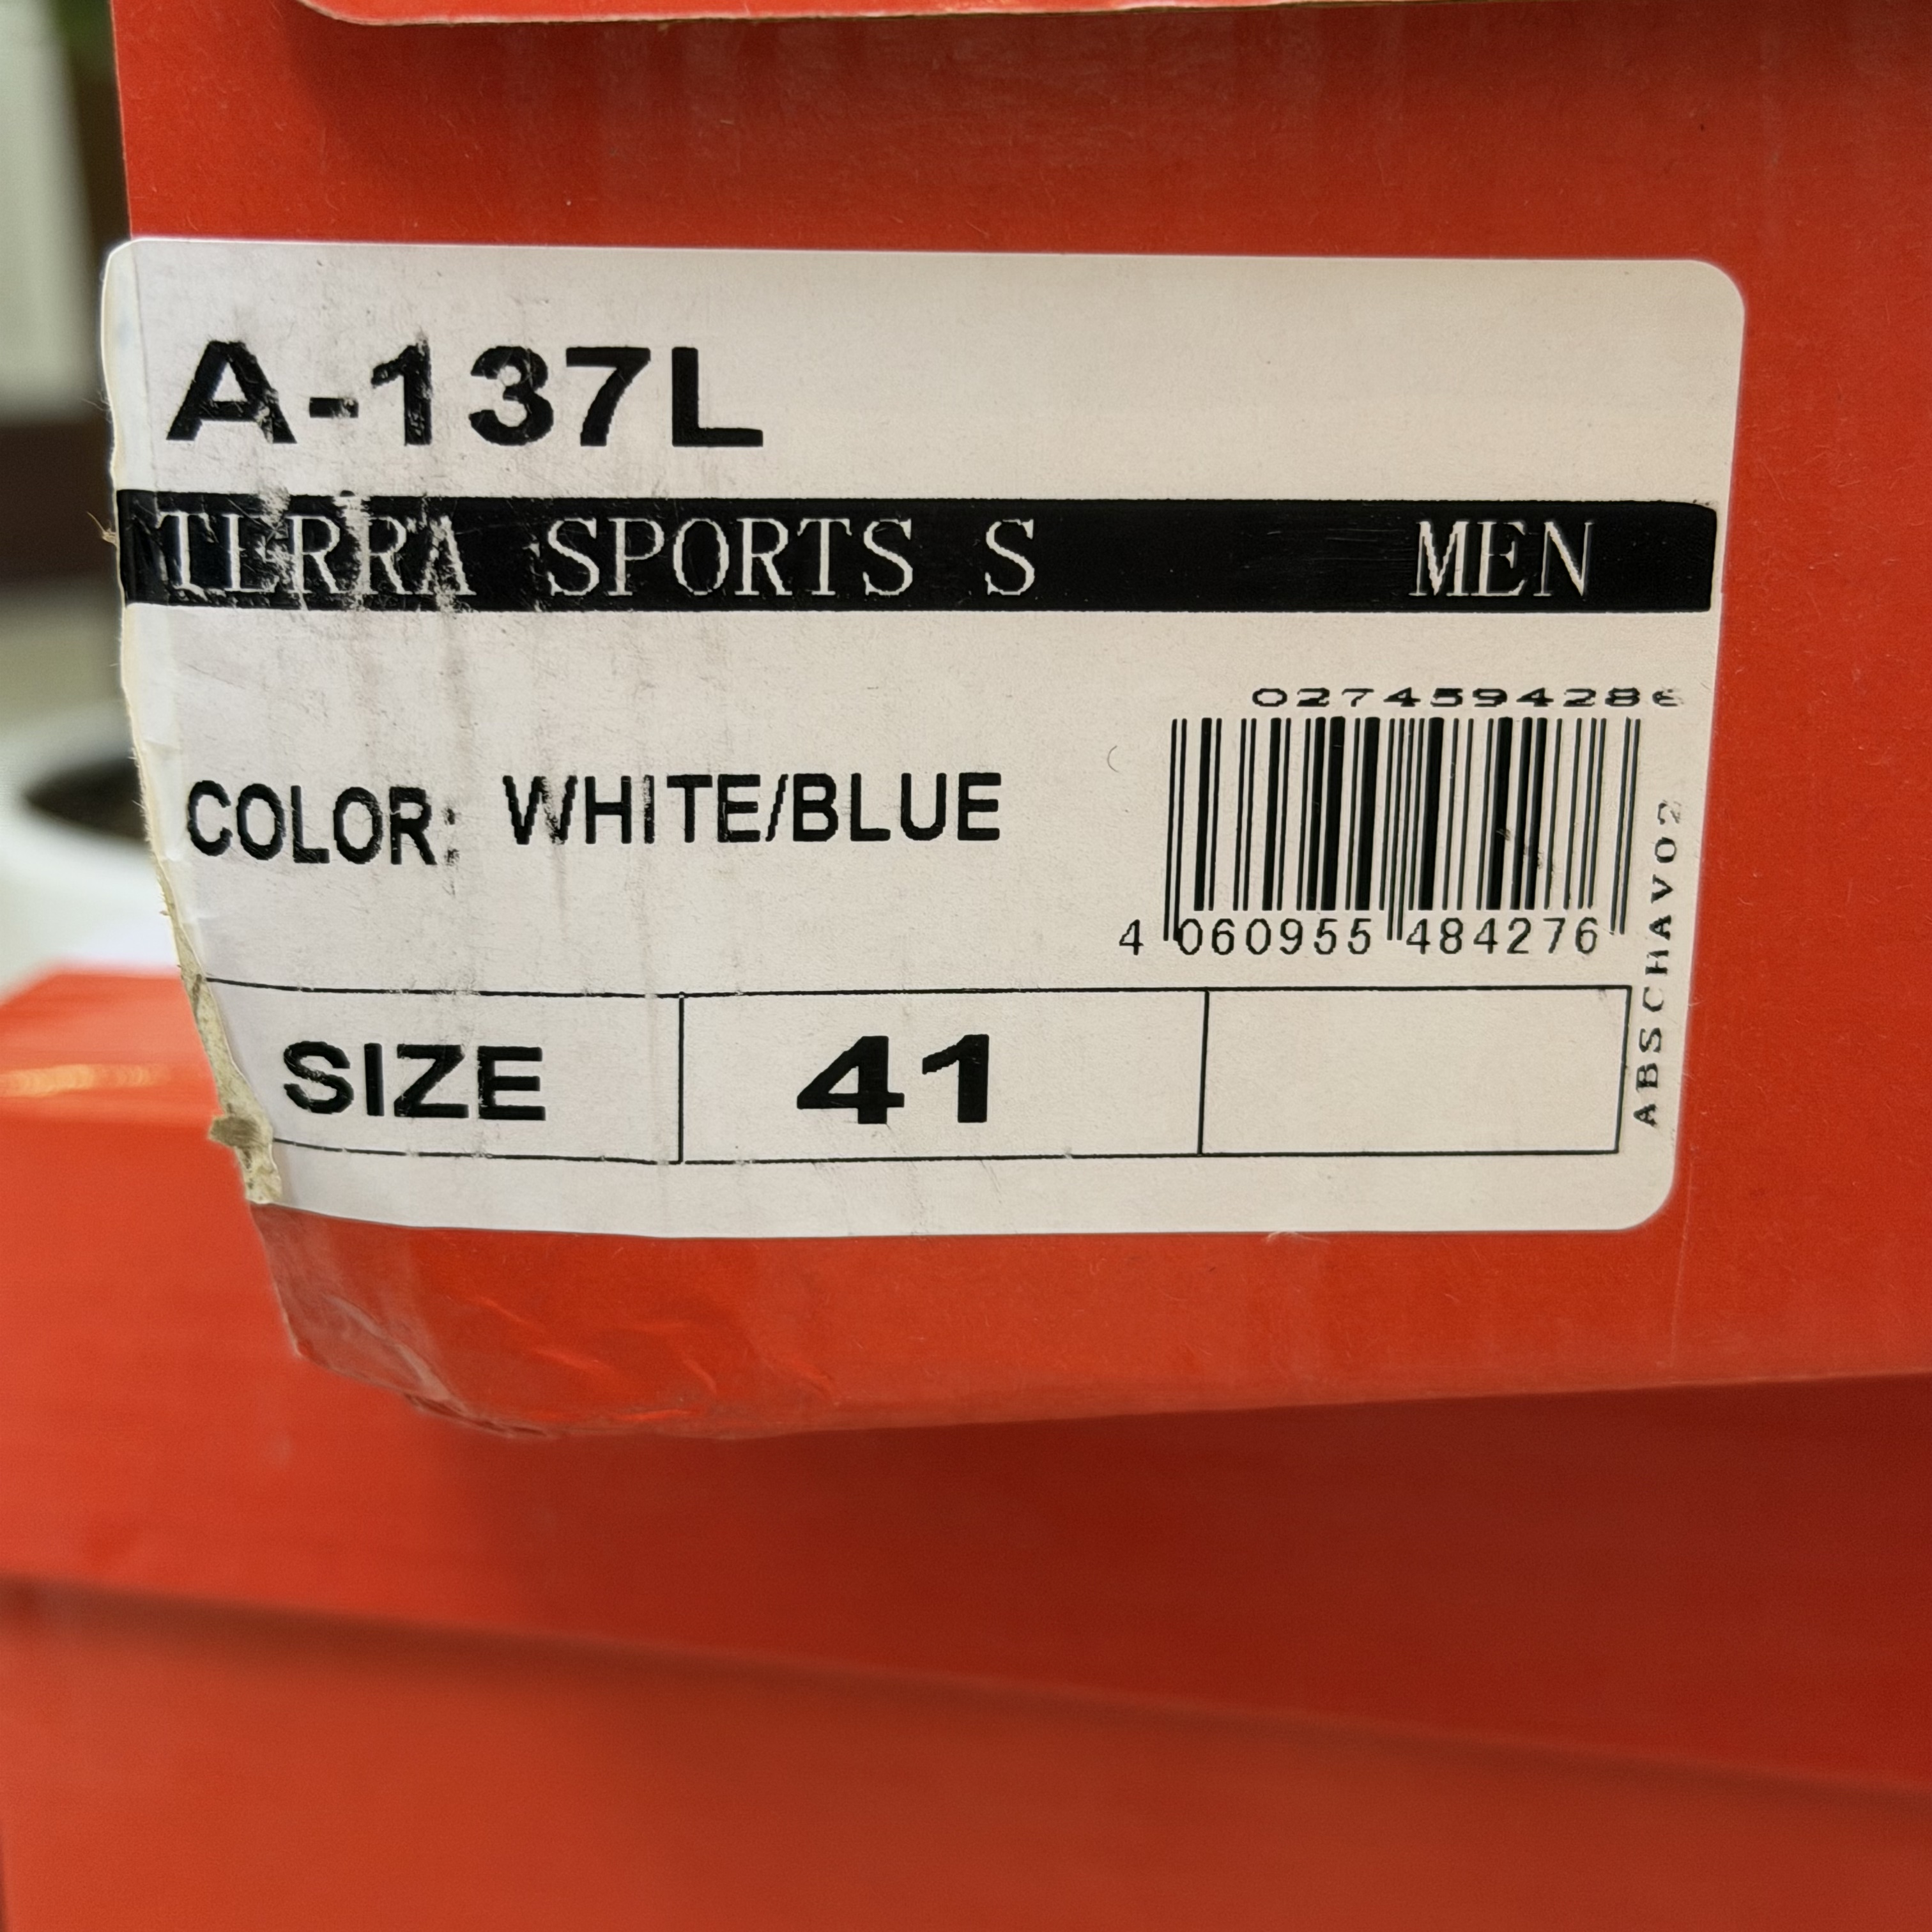 A-137L
TERRA SPORTS S MEN
0274594286
COLOR: WHITE/BLUE
4 060955 484276
ABSCHAVO2
SIZE 41